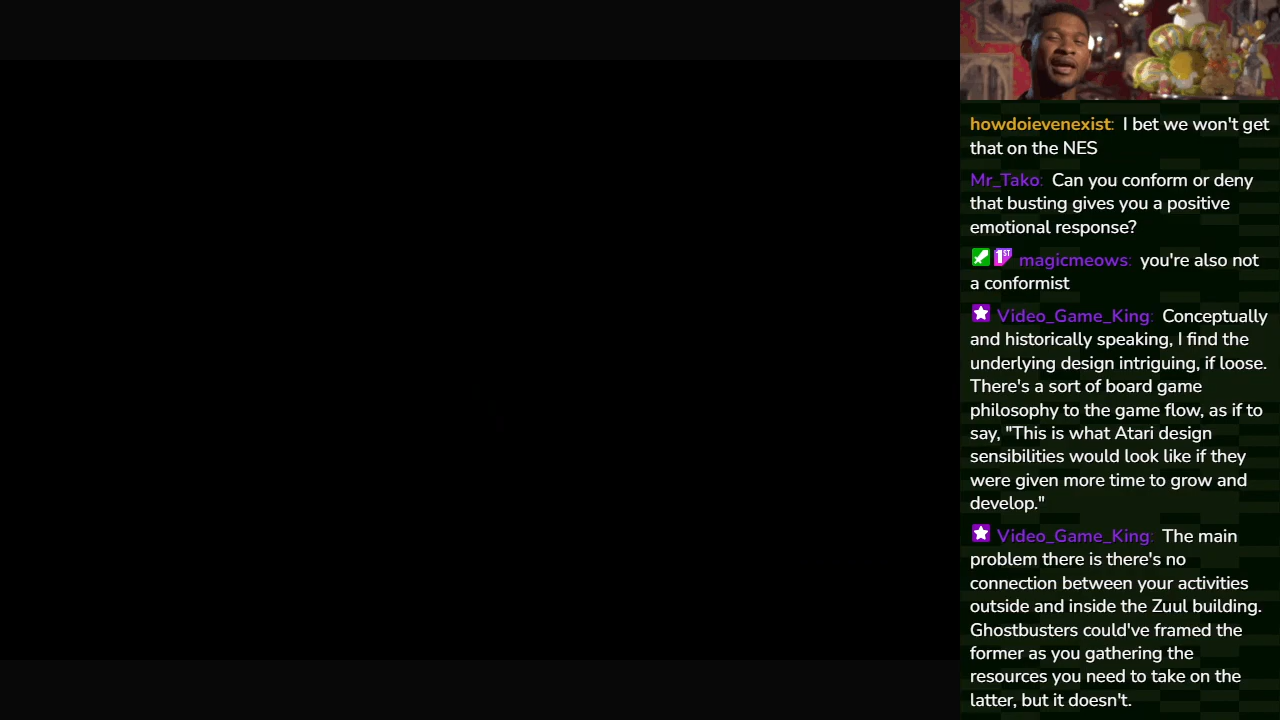 howdoievenexist: I bet we won't get
that on the NES
Mr_Tako: Can you conform or deny
that busting gives you a positive
emotional response?
1ST magicmeows: you're also not
a conformist
Video_Game_King: Conceptually
and historically speaking, I find the
underlying design intriguing, if loose.
There's a sort of board game
philosophy to the game flow, as if to
say, "This is what Atari design
sensibilities would look like if they
were given more time to grow and
develop."
Video_Game_King: The main
problem there is there's no
connection between your activities
outside and inside the Zuul building.
Ghostbusters could've framed the
former as you gathering the
resources you need to take on the
latter, but it doesn't.